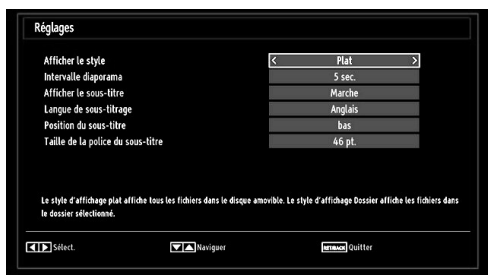 Réglages
Afficher le style < Plat >
Intervalle diaporama 5 sec.
Afficher le sous-titre Marche
Langue de sous-titrage Anglais
Position du sous-titre bas
Taille de la police du sous-titre 46 pt.
Le style d'affichage plat affiche tous les fichiers dans le disque amovible. Le style d'affichage Dossier affiche les fichiers dans
le dossier sélectionné.
Sélect. Naviguer RET/BACK Quitter